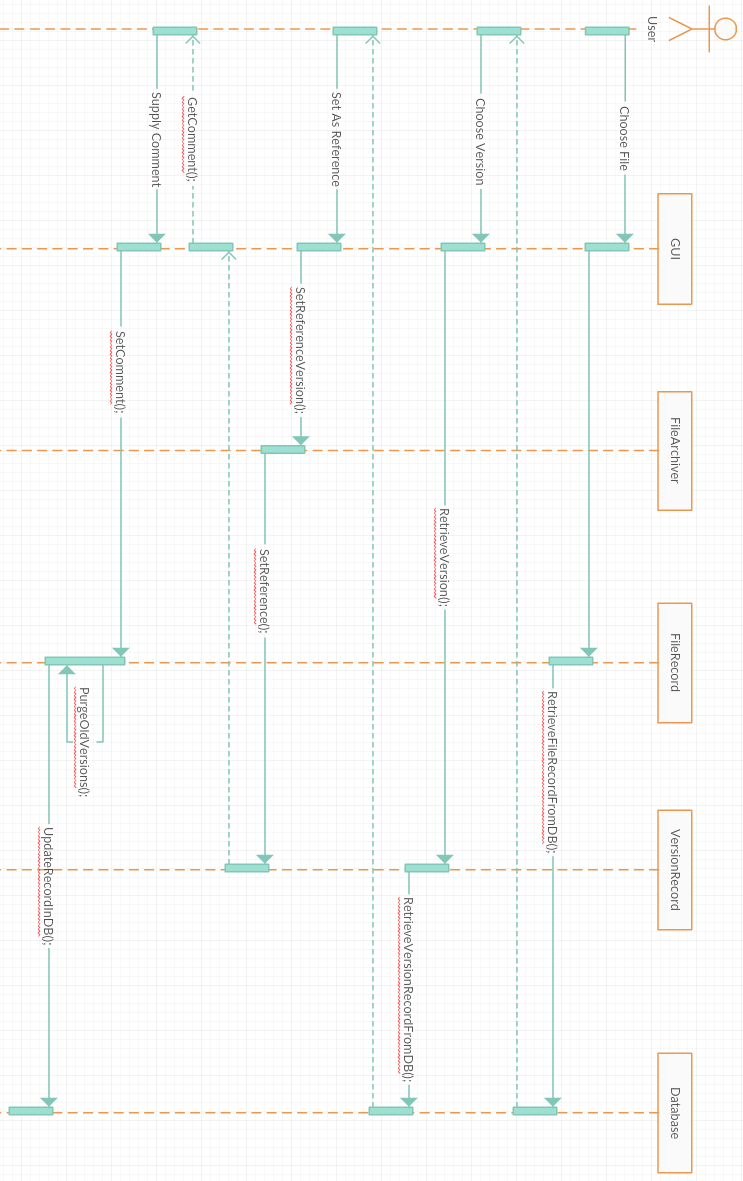 User
GUI
FileArchiver
FileRecord
VersionRecord
Database
Choose File
RetrieveFileRecordFromDB();
Choose Version
RetrieveVersion();
RetrieveVersionRecordFromDB();
Set As Reference
SetReferenceVersion();
SetReference();
GetComment();
Supply Comment
SetComment();
PurgeOldVersions();
UpdateRecordInDB();